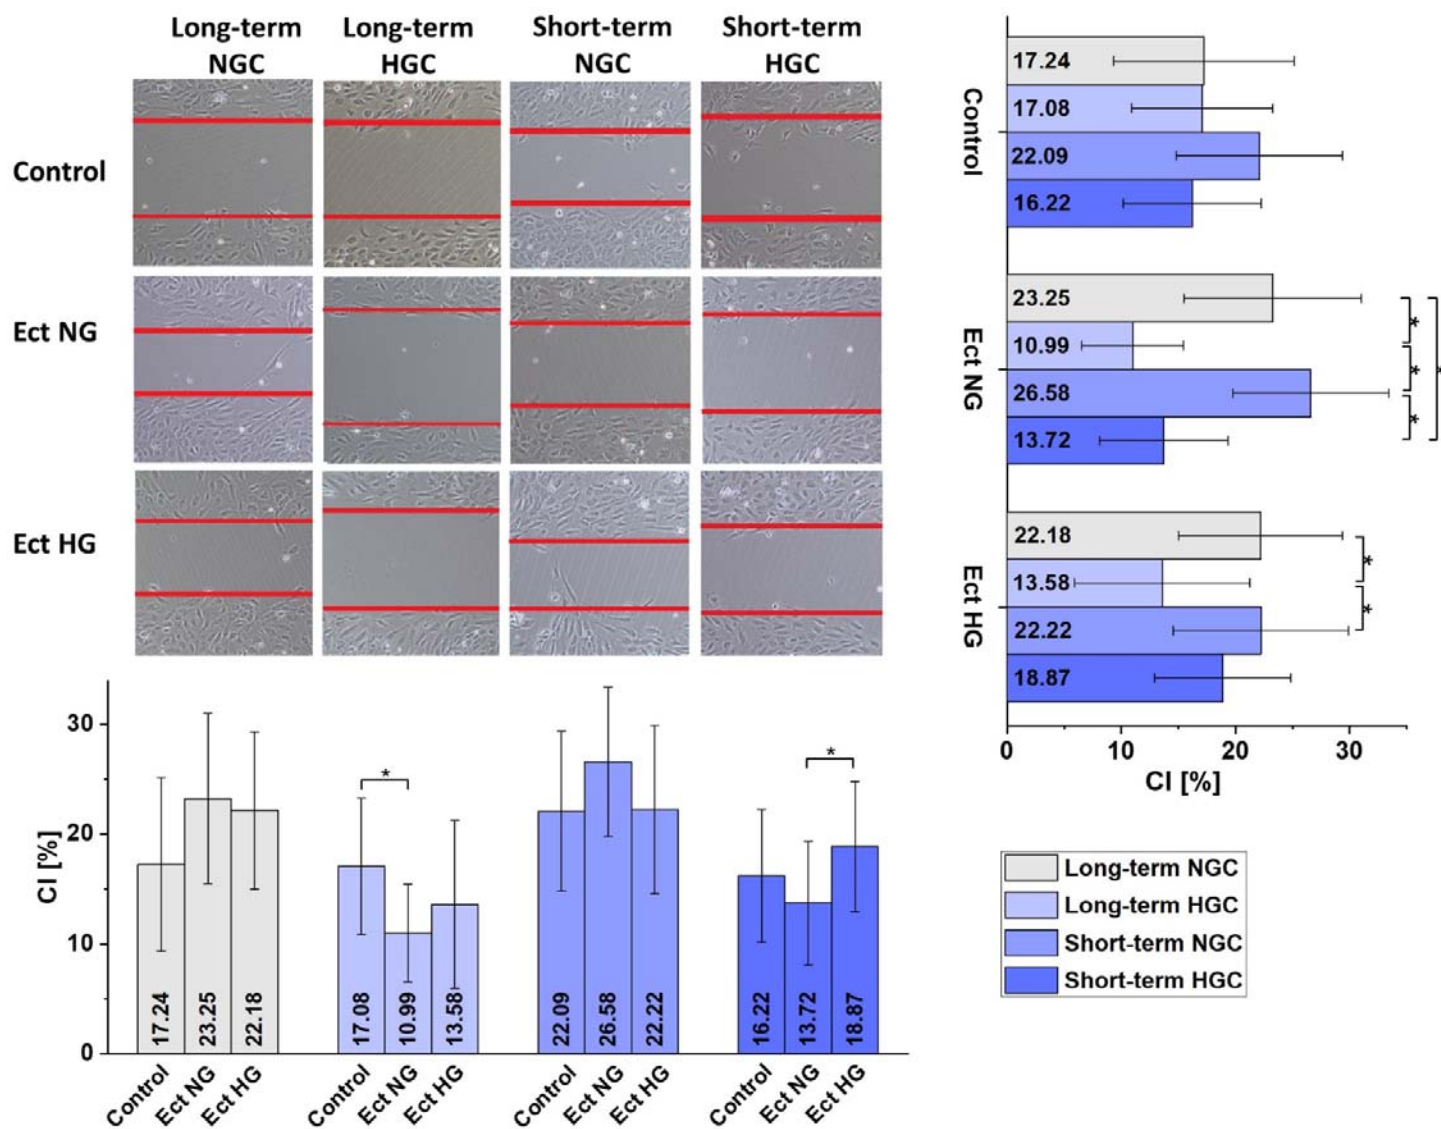 Long-term
NGC
Long-term
HGC
Short-term
NGC
Short-term
HGC
Control
Ect NG
Ect HG
Control
17.24
17.08
22.09
16.22
Ect NG
23.25
10.99
26.58
13.72
*
*
*
*
Ect HG
22.18
13.58
22.22
18.87
*
*
0
10
20
30
CI [%]
CI [%]
30
20
10
0
*
*
17.24
23.25
22.18
17.08
10.99
13.58
22.09
26.58
22.22
16.22
13.72
18.87
Control
Ect NG
Ect HG
Control
Ect NG
Ect HG
Control
Ect NG
Ect HG
Control
Ect NG
Ect HG
Long-term NGC
Long-term HGC
Short-term NGC
Short-term HGC